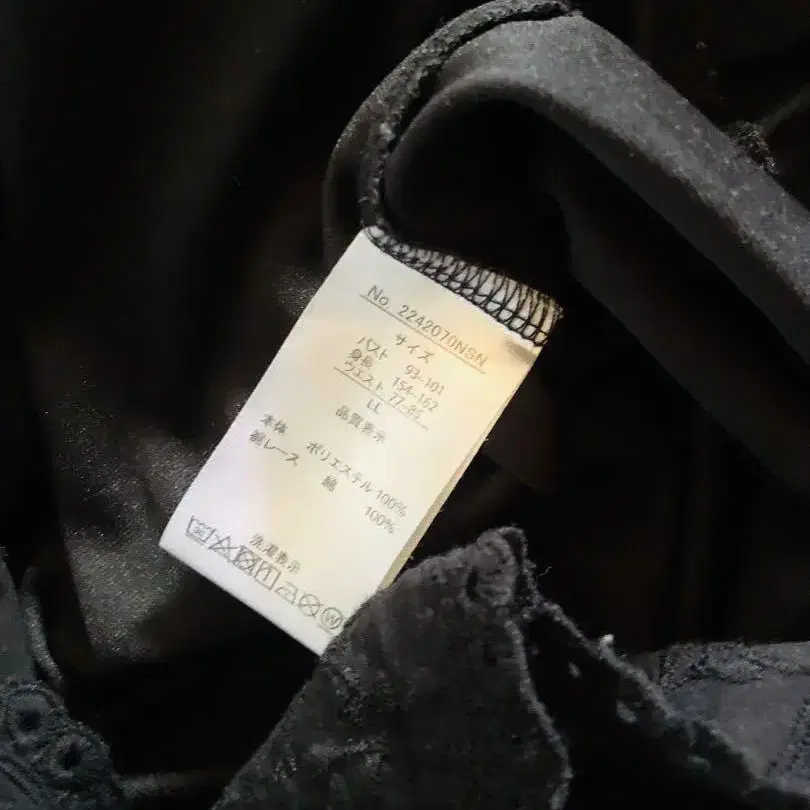 No. 2242070NSN
サイズ
バスト 93-101
身長 154-162
ウエスト 77-85
LL
品質表示
本体 ポリエステル 100%
綿レース 綿 100%
洗濯表示
W